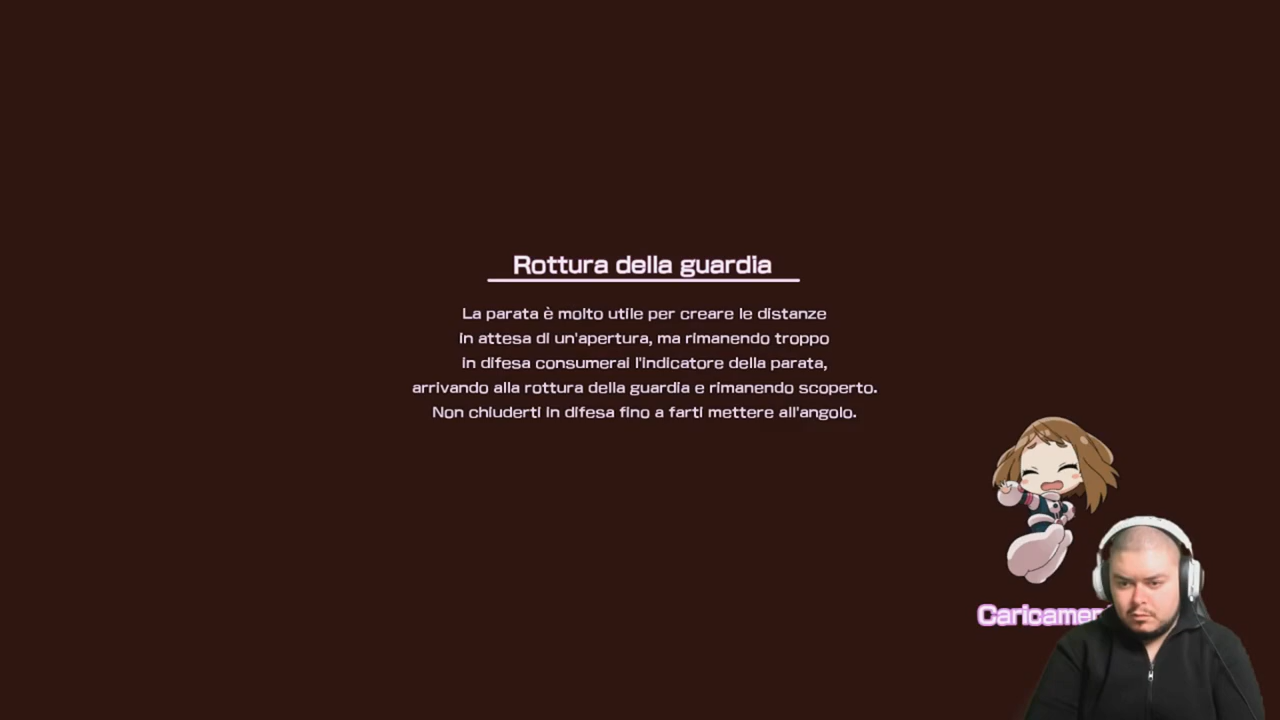 Rottura della guardia
La parata è molto utile per creare le distanze
in attesa di un'apertura, ma rimanendo troppo
in difesa consumerai l'indicatore della parata,
arrivando alla rottura della guardia e rimanendo scoperto.
Non chiuderti in difesa fino a farti mettere all'angolo.